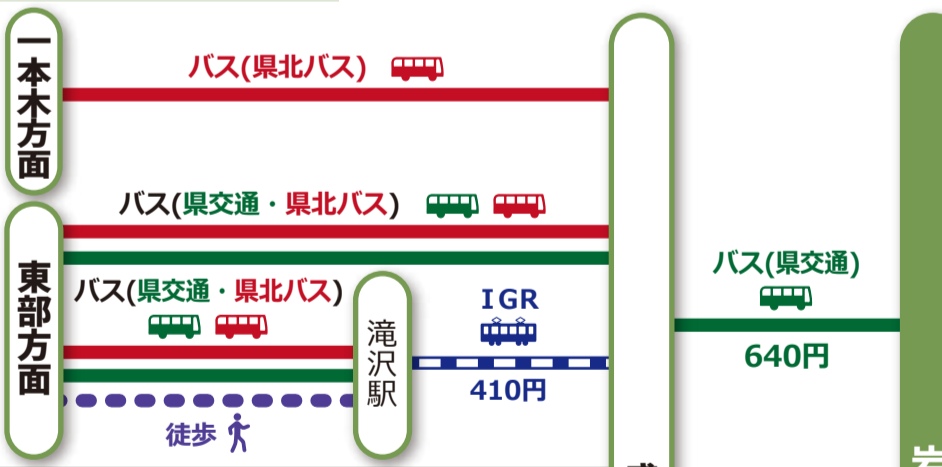 一本木方面
バス(県北バス)
東部方面
バス(県交通・県北バス)
バス(県交通・県北バス)
徒歩
滝沢駅
IGR
410円
バス(県交通)
640円